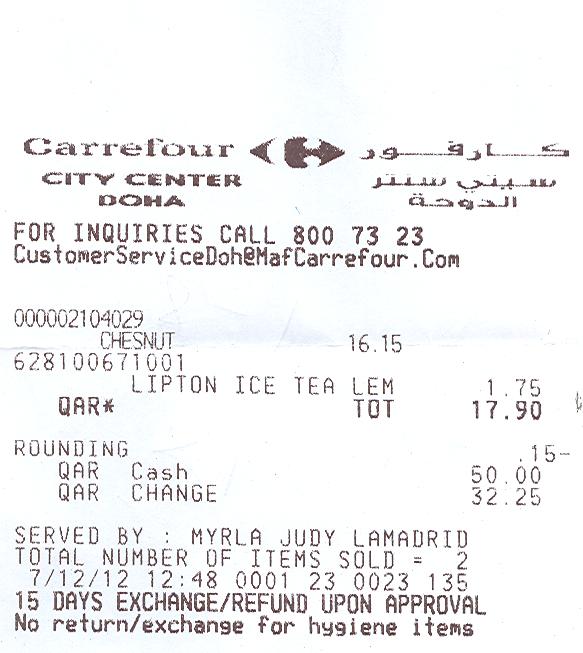 Carrefour كارفور
CITY CENTER سيتي سنتر
DOHA الدوحة
FOR INQUIRIES CALL 800 73 23
CustomerServiceDoh@MafCarrefour.Com
000002104029
CHESNUT 16.15
628100671001
LIPTON ICE TEA LEM 1.75
QAR* TOT 17.90
ROUNDING .15-
QAR Cash 50.00
QAR CHANGE 32.25
SERVED BY : MYRLA JUDY LAMADRID
TOTAL NUMBER OF ITEMS SOLD = 2
7/12/12 12:48 0001 23 0023 135
15 DAYS EXCHANGE/REFUND UPON APPROVAL
No return/exchange for hygiene items